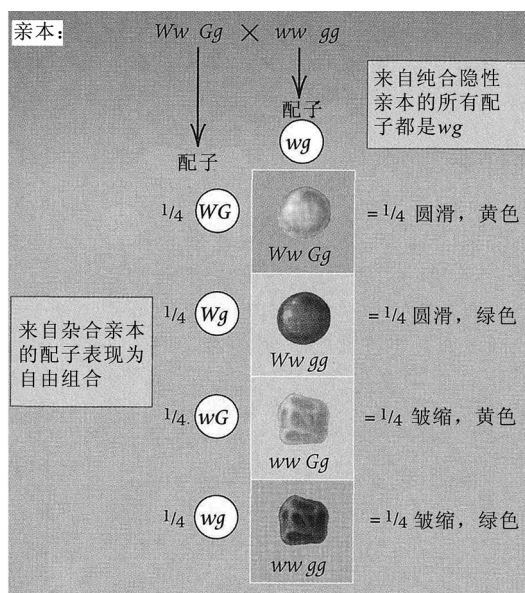 亲本：
Ww Gg × ww gg
来自纯合隐性
亲本的所有配
子都是wg
配子
wg
配子
1/4 WG
Ww Gg
=1/4 圆滑，黄色
1/4 Wg
Ww gg
=1/4 圆滑，绿色
来自杂合亲本
的配子表现为
自由组合
1/4. wG
ww Gg
=1/4 皱缩，黄色
1/4 wg
ww gg
=1/4 皱缩，绿色